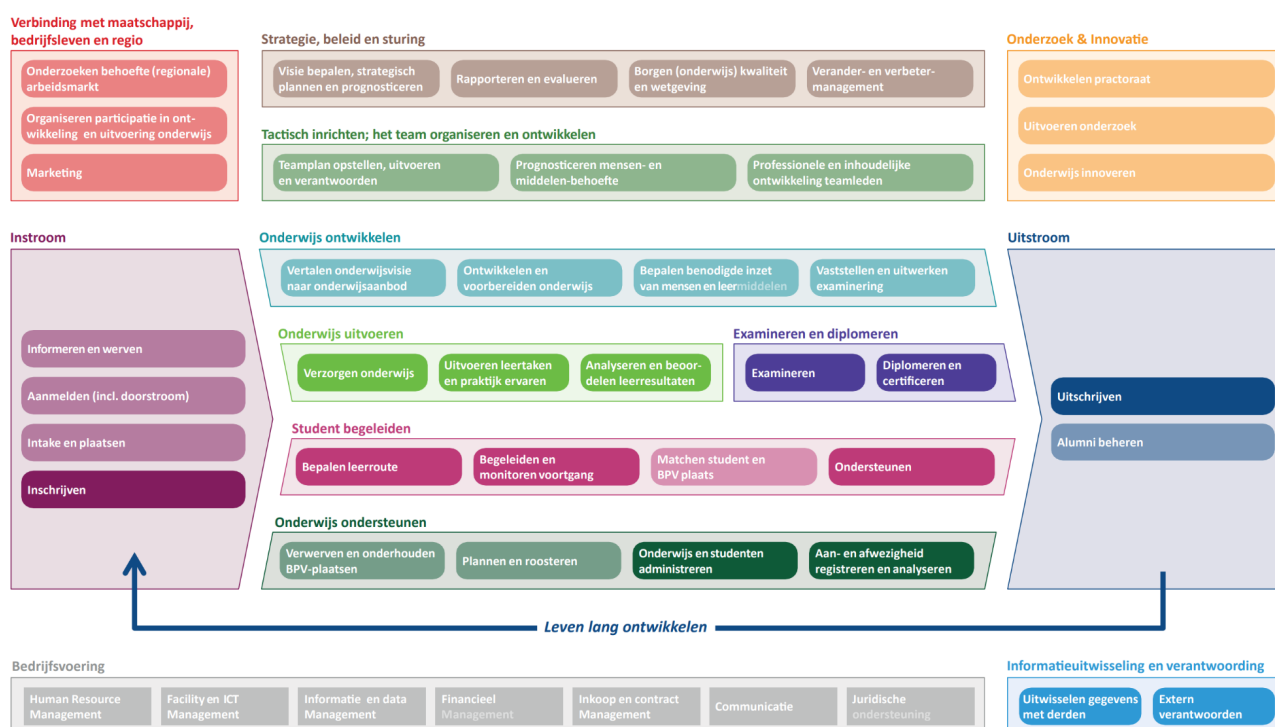 Verbinding met maatschappij,
bedrijfsleven en regio
Onderzoeken behoefte (regionale)
arbeidsmarkt
Organiseren participatie in ont-
wikkeling en uitvoering onderwijs
Marketing
Strategie, beleid en sturing
Visie bepalen, strategisch
plannen en prognosticeren
Rapporteren en evalueren
Borgen (onderwijs) kwaliteit
en wetgeving
Verander- en verbeter-
management
Tactisch inrichten; het team organiseren en ontwikkelen
Teamplan opstellen, uitvoeren
en verantwoorden
Prognosticeren mensen- en
middelen-behoefte
Professionele en inhoudelijke
ontwikkeling teamleden
Onderzoek & Innovatie
Ontwikkelen practoraat
Uitvoeren onderzoek
Onderwijs innoveren
Instroom
Informeren en werven
Aanmelden (incl. doorstroom)
Intake en plaatsen
Inschrijven
Onderwijs ontwikkelen
Vertalen onderwijsvisie
naar onderwijsaanbod
Ontwikkelen en
voorbereiden onderwijs
Bepalen benodigde inzet
van mensen en leermiddelen
Vaststellen en uitwerken
examinering
Onderwijs uitvoeren
Verzorgen onderwijs
Uitvoeren leertaken
en praktijk ervaren
Analyseren en beoor-
delen leerresultaten
Examineren en diplomeren
Examineren
Diplomeren en
certificeren
Student begeleiden
Bepalen leerroute
Begeleiden en
monitoren voortgang
Matchen student en
BPV plaats
Ondersteunen
Onderwijs ondersteunen
Verwerven en onderhouden
BPV-plaatsen
Plannen en roosteren
Onderwijs en studenten
administreren
Aan- en afwezigheid
registreren en analyseren
Uitstroom
Uitschrijven
Alumni beheren
Leven lang ontwikkelen
Bedrijfsvoering
Human Resource
Management
Facility en ICT
Management
Informatie en data
Management
Financieel
Management
Inkoop en contract
Management
Communicatie
Juridische
ondersteuning
Informatieuitwisseling en verantwoording
Uitwisselen gegevens
met derden
Extern
verantwoorden